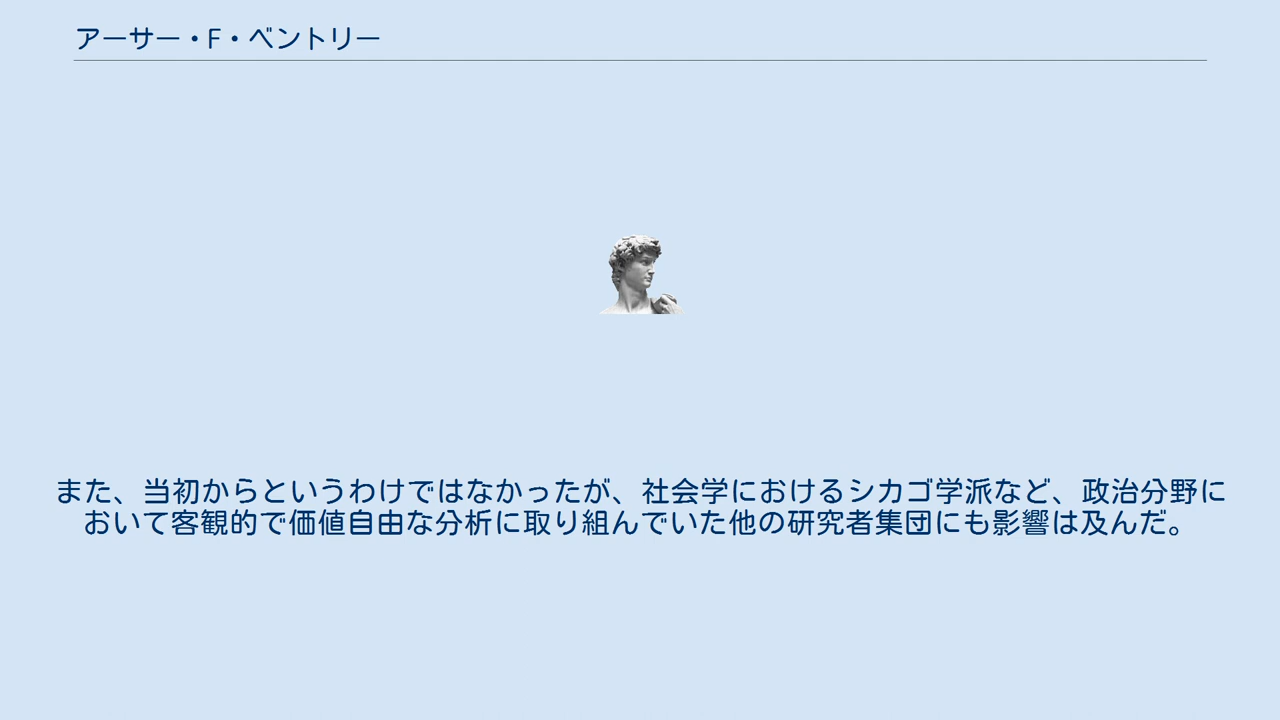 アーサー・F・ベントリー
また、当初からというわけではなかったが、社会学におけるシカゴ学派など、政治分野に
おいて客観的で価値自由な分析に取り組んでいた他の研究者集団にも影響は及んだ。